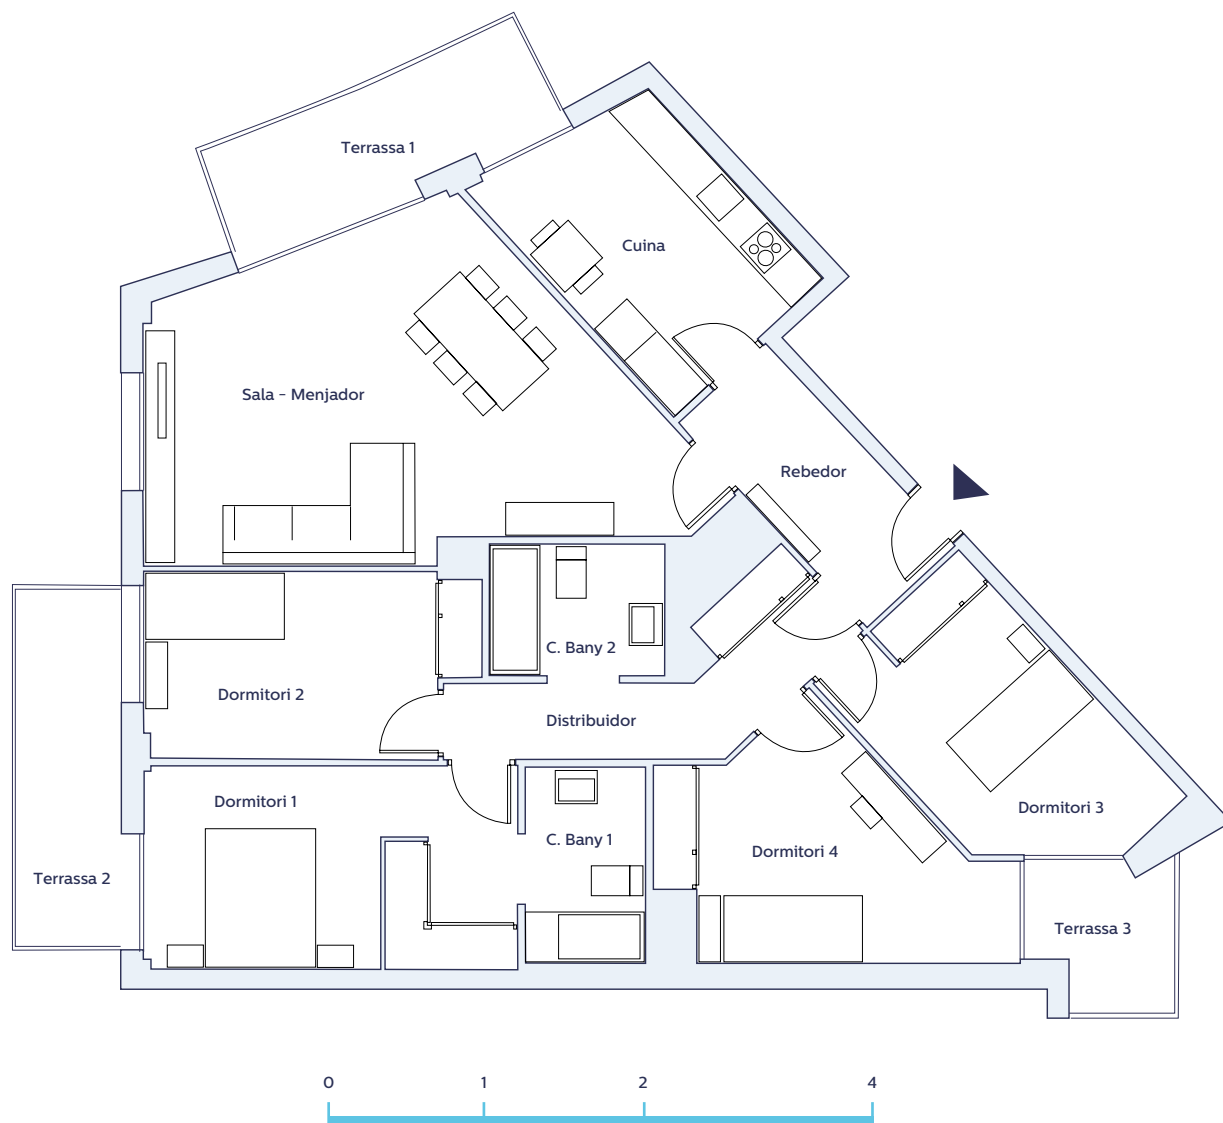 Terrassa 1
Cuina
Sala - Menjador
Rebedor
C. Bany 2
Dormitori 2
Distribuidor
Dormitori 1
Dormitori 3
C. Bany 1
Dormitori 4
Terrassa 2
Terrassa 3
0 1 2 4